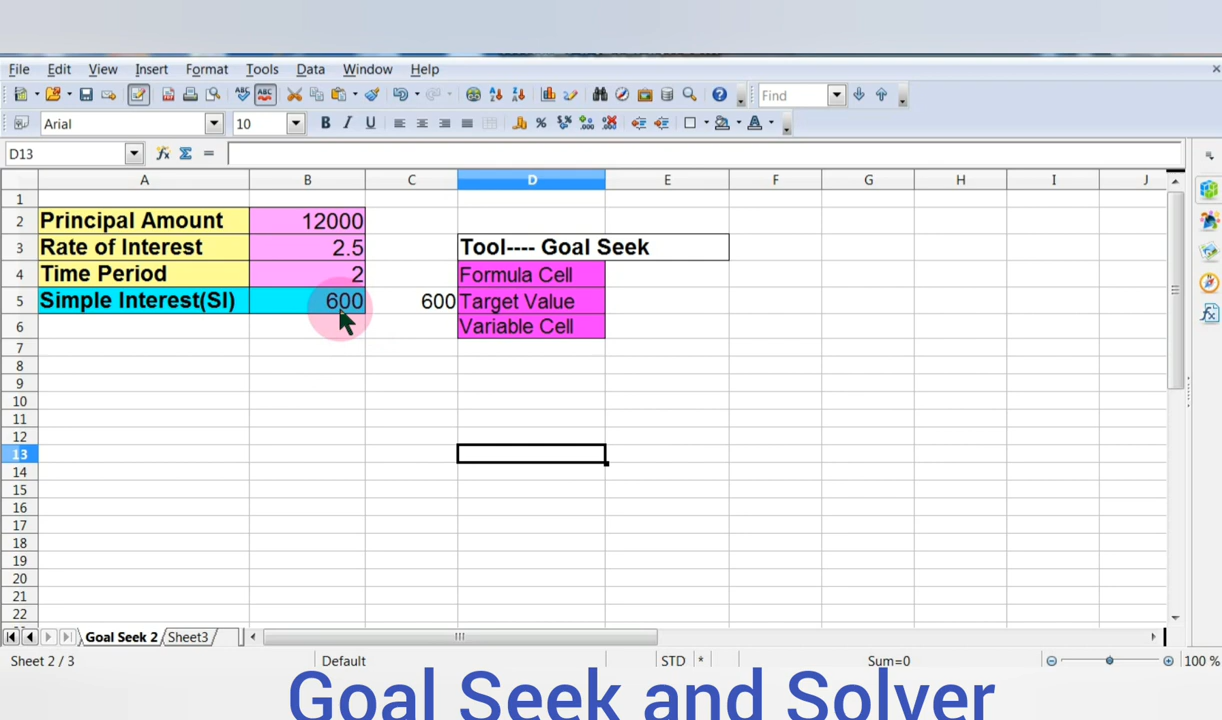 File Edit View Insert Format Tools Data Window Help
ABC ABC Find
Arial 10 B I U
D13
A B C D E F G H I J
1
2 Principal Amount 12000
3 Rate of Interest 2.5 Tool---- Goal Seek
4 Time Period 2 Formula Cell
5 Simple Interest(SI) 600 600 Target Value
6 Variable Cell
7
8
9
10
11
12
13
14
15
16
17
18
19
20
21
22
Goal Seek 2 Sheet3
Sheet 2 / 3 Default STD * Sum=0 100 %
Goal Seek and Solver